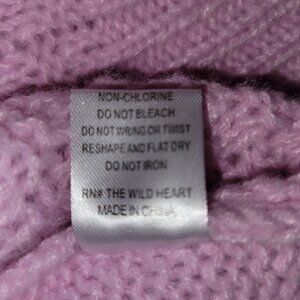 NON-CHLORINE
DO NOT BLEACH
DO NOT WRING OR TWIST
RESHAPE AND FLAT DRY
DO NOT IRON
RN# THE WILD HEART
MADE IN CHINA